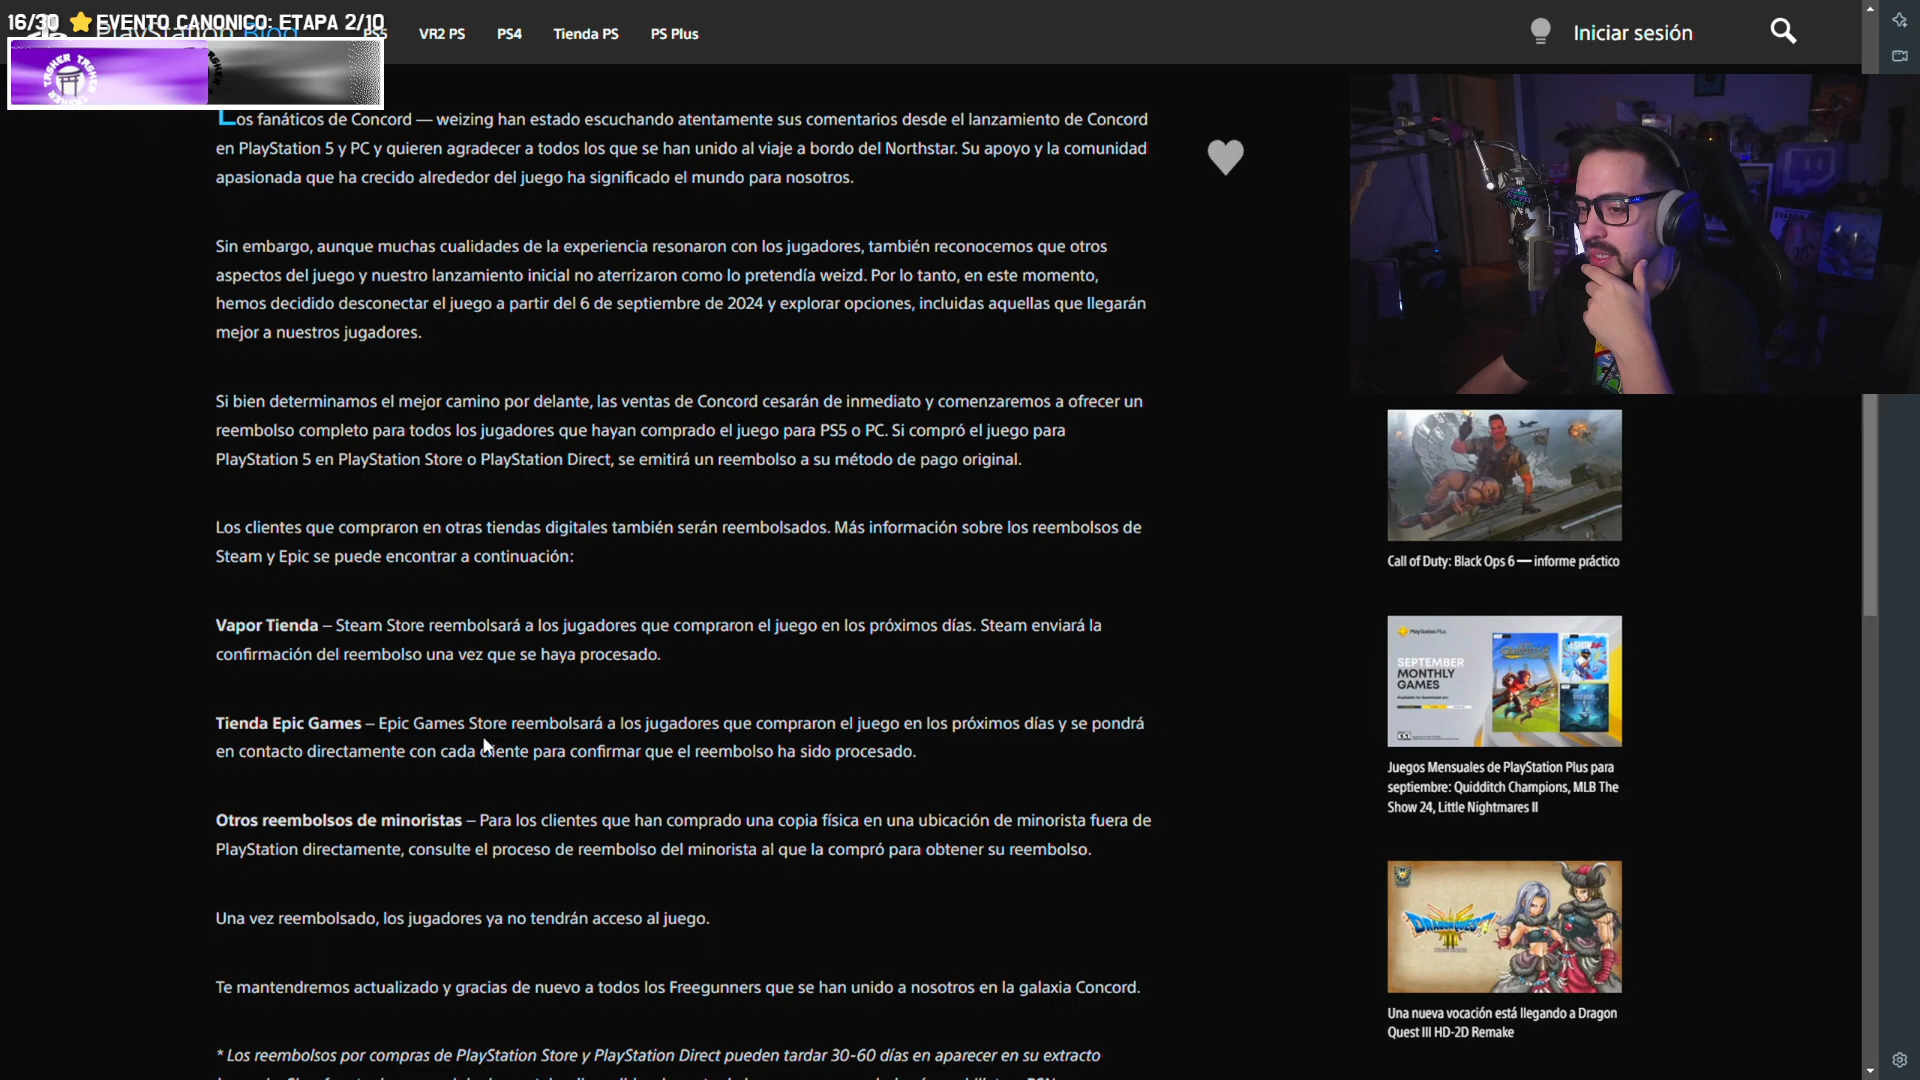 16/30 ⭐ EVENTO CANONICO: ETAPA 2/10
PlayStation Blog
PS5
VR2 PS
PS4
Tienda PS
PS Plus
Iniciar sesión
TASHER TASHER
Los fanáticos de Concord — weizing han estado escuchando atentamente sus comentarios desde el lanzamiento de Concord
en PlayStation 5 y PC y quieren agradecer a todos los que se han unido al viaje a bordo del Northstar. Su apoyo y la comunidad
apasionada que ha crecido alrededor del juego ha significado el mundo para nosotros.
Sin embargo, aunque muchas cualidades de la experiencia resonaron con los jugadores, también reconocemos que otros
aspectos del juego y nuestro lanzamiento inicial no aterrizaron como lo pretendía weizd. Por lo tanto, en este momento,
hemos decidido desconectar el juego a partir del 6 de septiembre de 2024 y explorar opciones, incluidas aquellas que llegarán
mejor a nuestros jugadores.
Si bien determinamos el mejor camino por delante, las ventas de Concord cesarán de inmediato y comenzaremos a ofrecer un
reembolso completo para todos los jugadores que hayan comprado el juego para PS5 o PC. Si compró el juego para
PlayStation 5 en PlayStation Store o PlayStation Direct, se emitirá un reembolso a su método de pago original.
Los clientes que compraron en otras tiendas digitales también serán reembolsados. Más información sobre los reembolsos de
Steam y Epic se puede encontrar a continuación:
Vapor Tienda – Steam Store reembolsará a los jugadores que compraron el juego en los próximos días. Steam enviará la
confirmación del reembolso una vez que se haya procesado.
Tienda Epic Games – Epic Games Store reembolsará a los jugadores que compraron el juego en los próximos días y se pondrá
en contacto directamente con cada cliente para confirmar que el reembolso ha sido procesado.
Otros reembolsos de minoristas – Para los clientes que han comprado una copia física en una ubicación de minorista fuera de
PlayStation directamente, consulte el proceso de reembolso del minorista al que la compró para obtener su reembolso.
Una vez reembolsado, los jugadores ya no tendrán acceso al juego.
Te mantendremos actualizado y gracias de nuevo a todos los Freegunners que se han unido a nosotros en la galaxia Concord.
* Los reembolsos por compras de PlayStation Store y PlayStation Direct pueden tardar 30-60 días en aparecer en su extracto
Call of Duty: Black Ops 6 — informe práctico
PlayStation Plus
SEPTEMBER
MONTHLY
GAMES
Juegos Mensuales de PlayStation Plus para
septiembre: Quidditch Champions, MLB The
Show 24, Little Nightmares II
DRAGON QUEST
III
Una nueva vocación está llegando a Dragon
Quest III HD-2D Remake